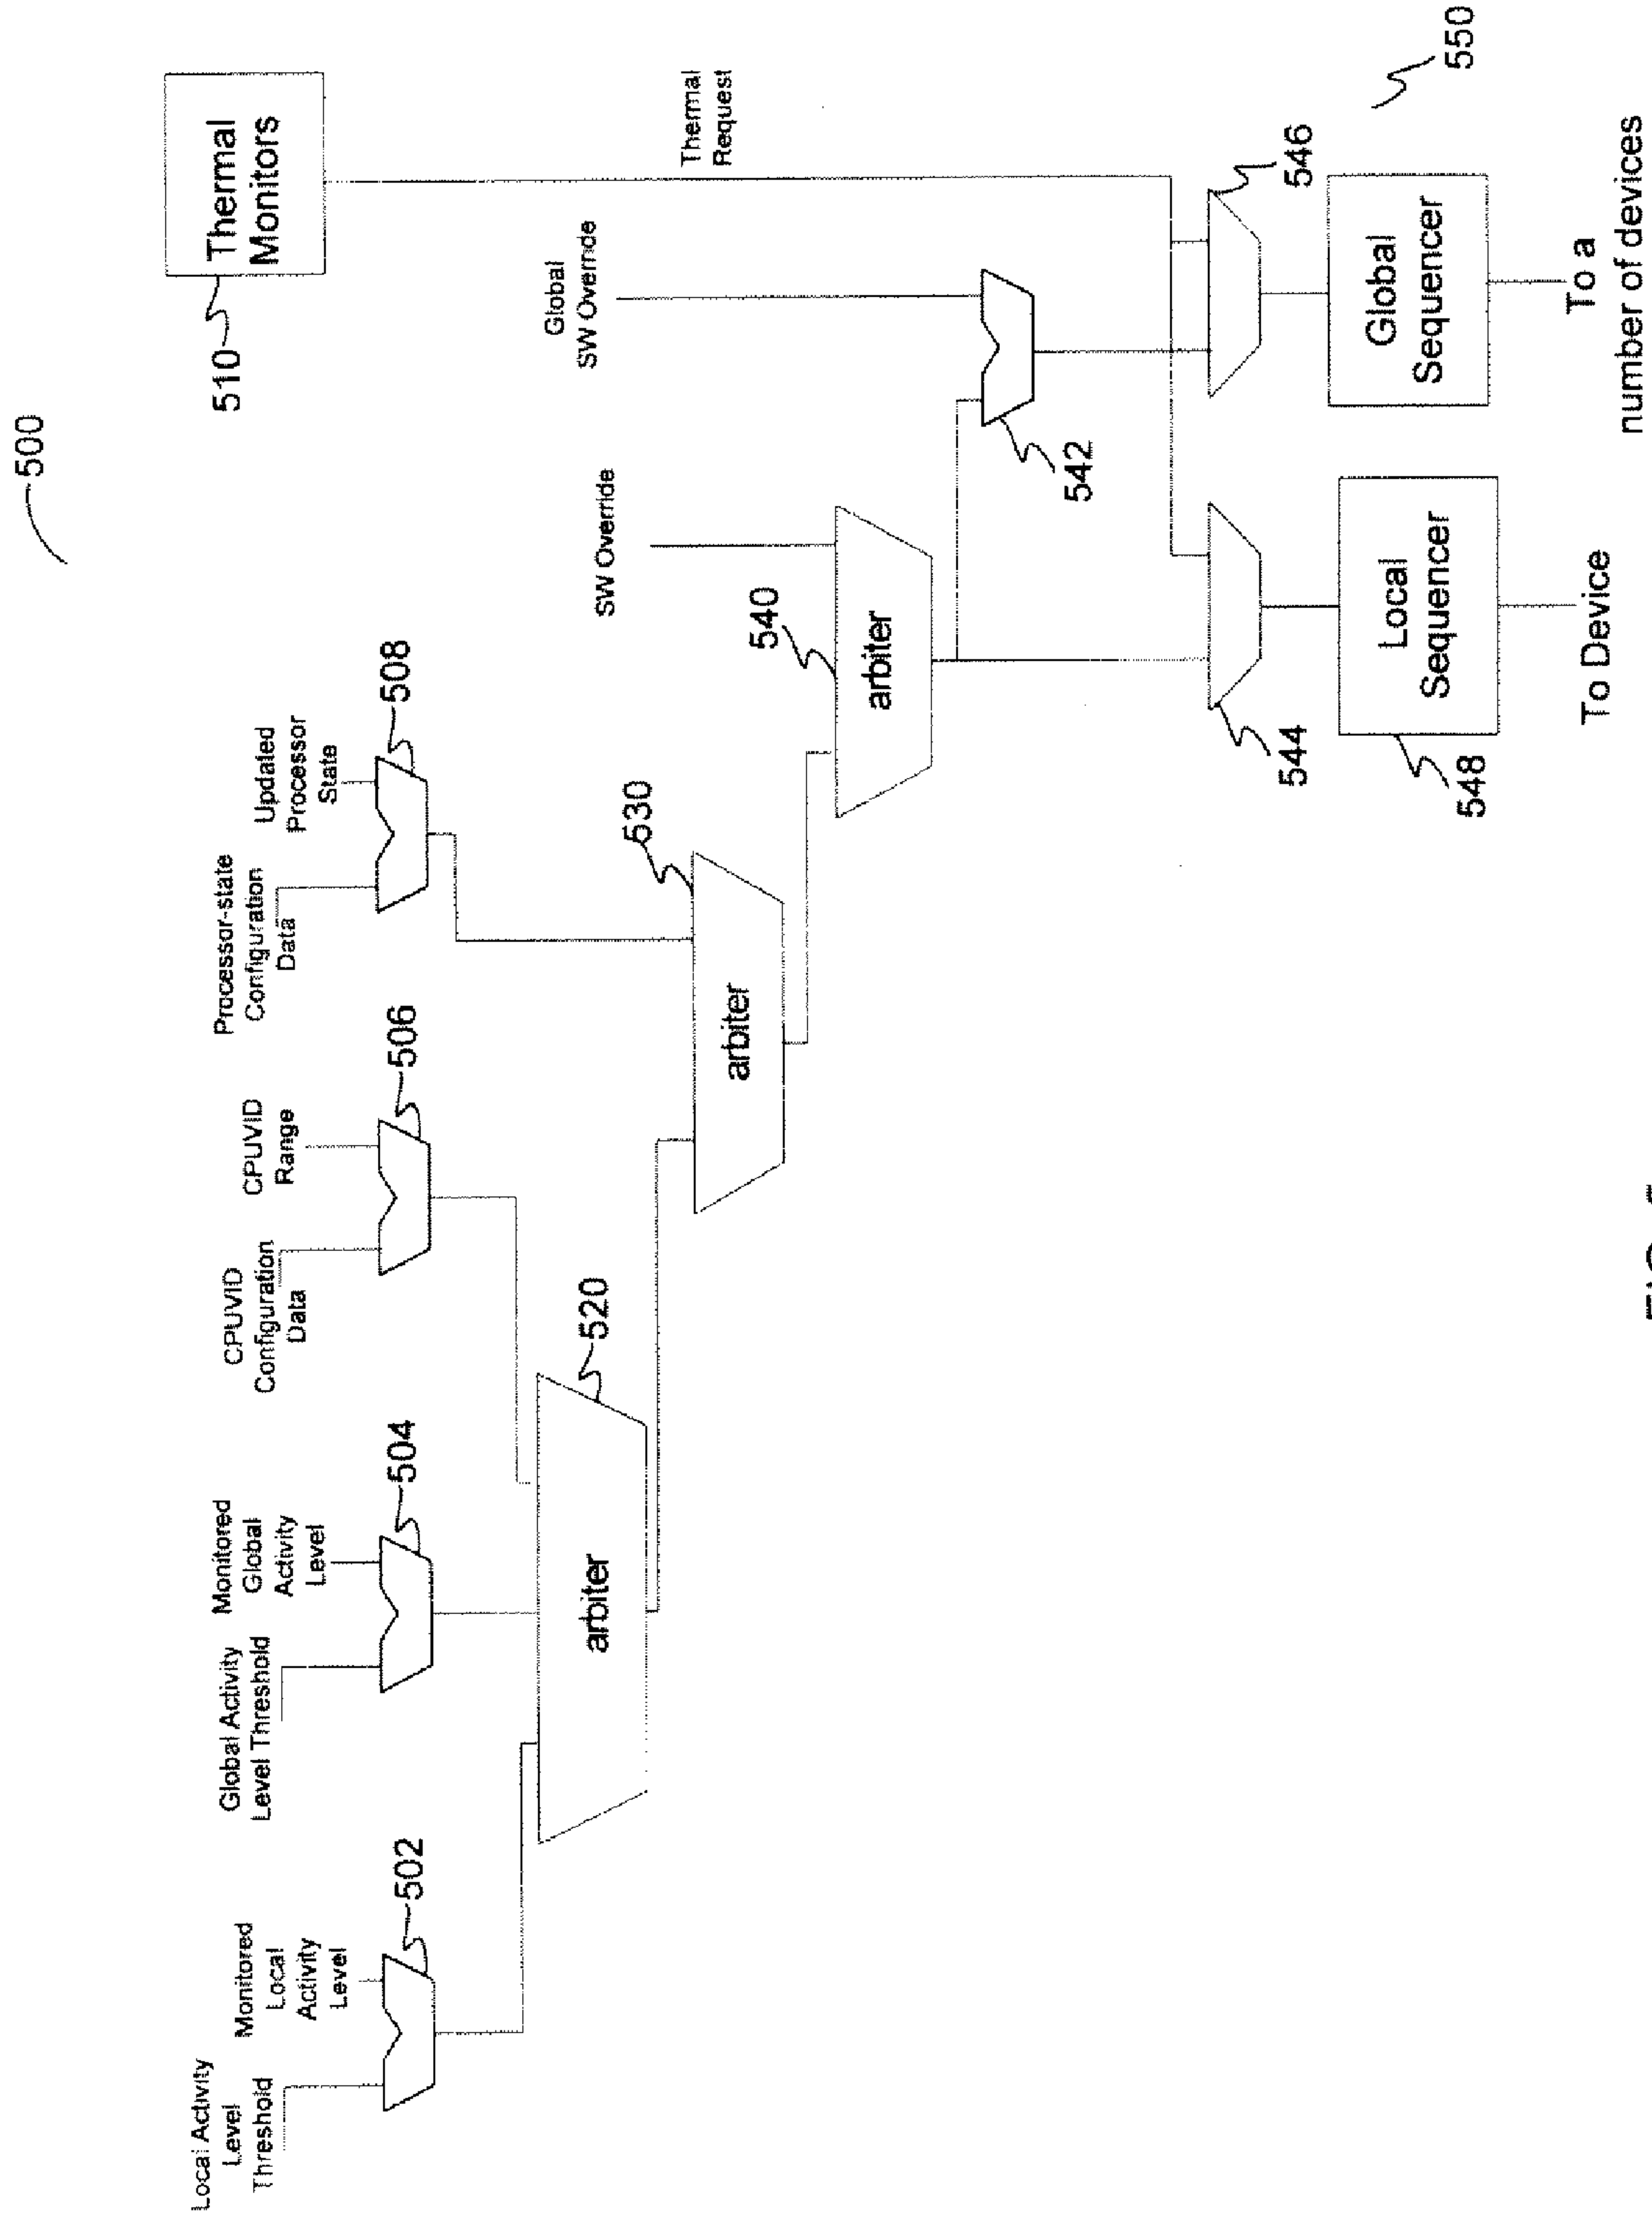 500
Thermal
Monitors
510
Local Activity
Level
Threshold
Monitored
Local
Activity
Level
502
Global Activity
Level Threshold
Monitored
Global
Activity
Level
504
CPUVID
Configuration
Data
CPUVID
Range
506
Processor-state
Configuration
Data
Updated
Processor
State
508
arbiter
520
arbiter
530
SW Override
Global
SW Override
Thermal
Request
arbiter
540
542
544
546
Local
Sequencer
548
Global
Sequencer
550
To Device
To a
number of devices